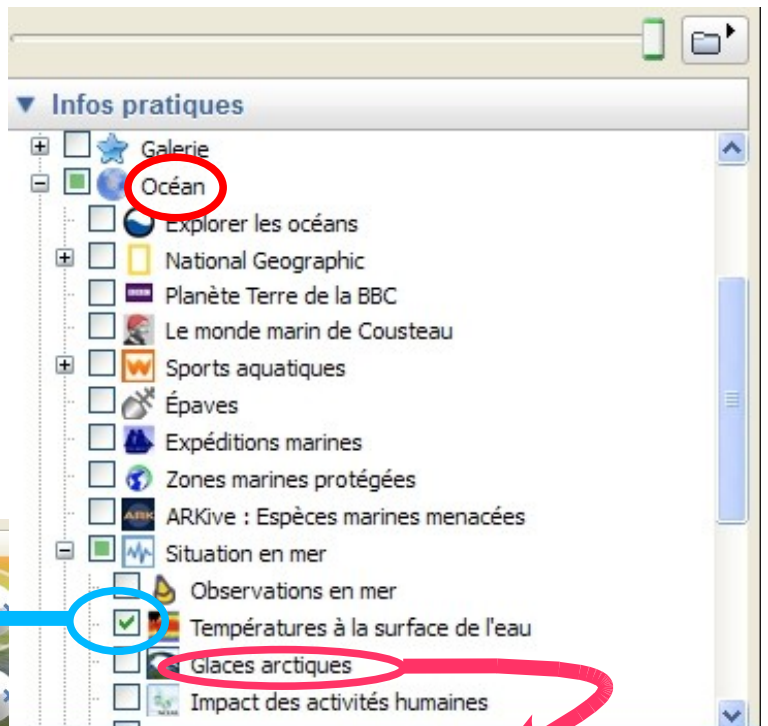 Infos pratiques
Galerie
Océan
Explorer les océans
National Geographic
Planète Terre de la BBC
Le monde marin de Cousteau
Sports aquatiques
Épaves
Expéditions marines
Zones marines protégées
ARK ARKive : Espèces marines menacées
Situation en mer
Observations en mer
Températures à la surface de l'eau
Glaces arctiques
Impact des activités humaines